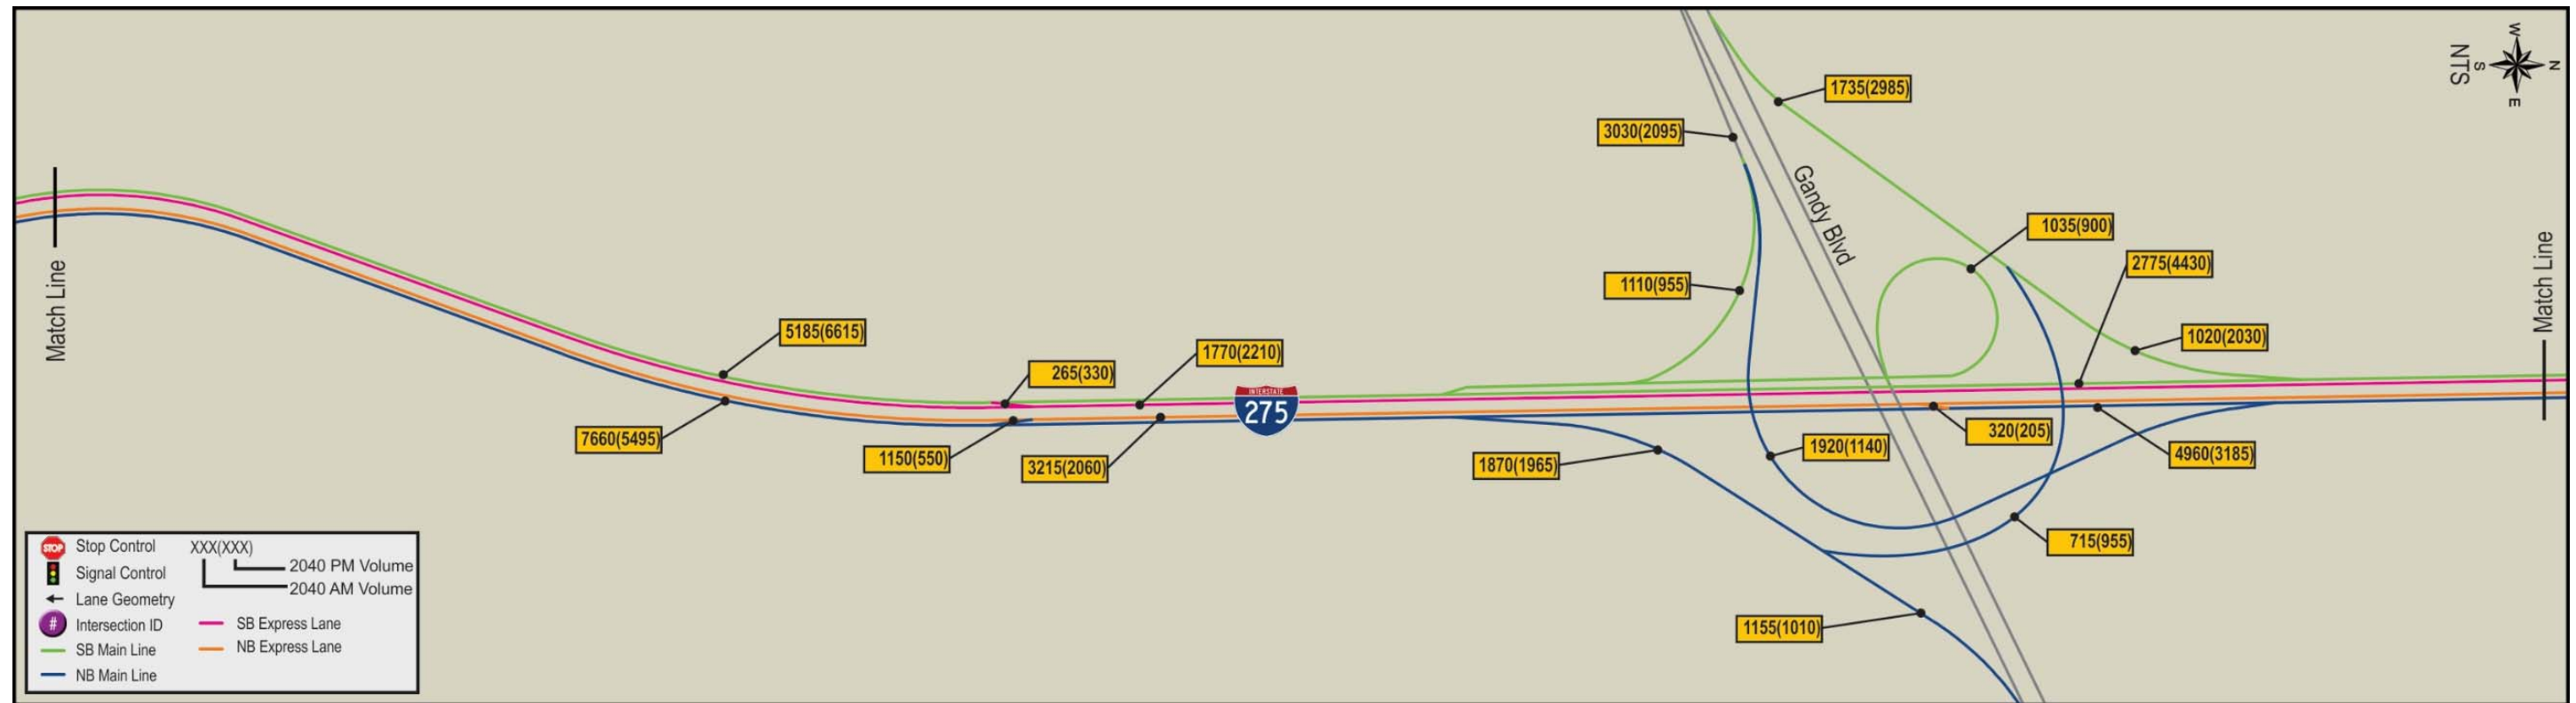 W
N
S
E
NTS
1735(2985)
3030(2095)
Gandy Blvd
1035(900)
2775(4430)
1110(955)
1020(2030)
Match Line
Match Line
5185(6615)
265(330)
1770(2210)
INTERSTATE
275
7660(5495)
1150(550)
3215(2060)
1870(1965)
1920(1140)
320(205)
4960(3185)
715(955)
1155(1010)
STOP
Stop Control
XXX(XXX)
Signal Control
2040 PM Volume
Lane Geometry
2040 AM Volume
#
Intersection ID
SB Express Lane
SB Main Line
NB Express Lane
NB Main Line